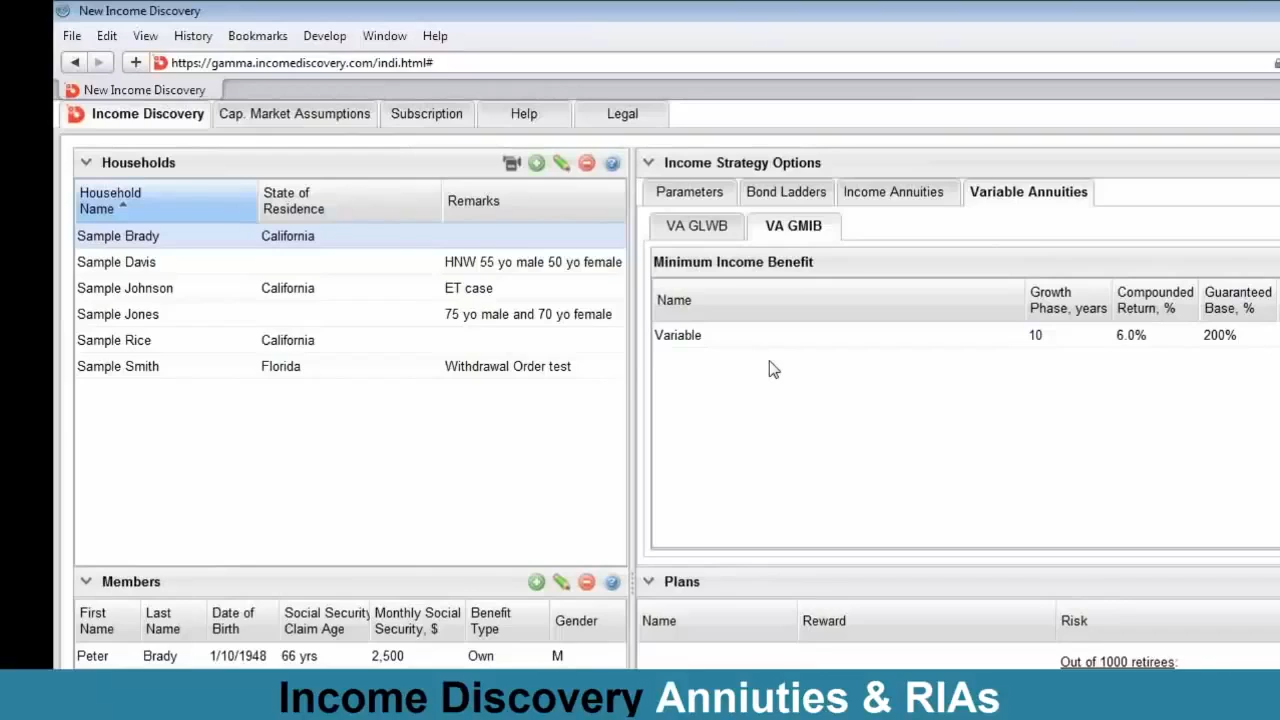 New Income Discovery
File Edit View History Bookmarks Develop Window Help
https://gamma.incomediscovery.com/indi.html#
New Income Discovery
Income Discovery Cap. Market Assumptions Subscription Help Legal
Households
Household Name State of Residence Remarks
Sample Brady California
Sample Davis HNW 55 yo male 50 yo female
Sample Johnson California ET case
Sample Jones 75 yo male and 70 yo female
Sample Rice California
Sample Smith Florida Withdrawal Order test
Income Strategy Options
Parameters Bond Ladders Income Annuities Variable Annuities
VA GLWB VA GMIB
Minimum Income Benefit
Name Growth Phase, years Compounded Return, % Guaranteed Base, %
Variable 10 6.0% 200%
Members
First Name Last Name Date of Birth Social Security Claim Age Monthly Social Security, $ Benefit Type Gender
Peter Brady 1/10/1948 66 yrs 2,500 Own M
Plans
Name Reward Risk
Out of 1000 retirees:
Income Discovery Anniuties & RIAs